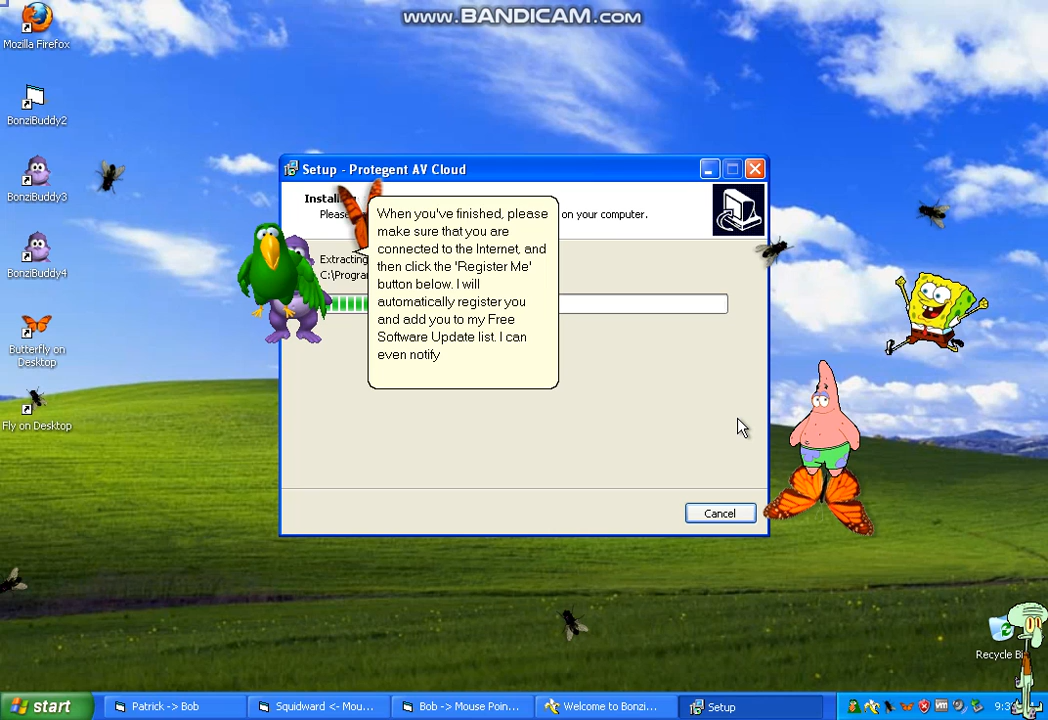 www.BANDICAM.com
Mozilla Firefox
BonziBuddy2
BonziBuddy3
BonziBuddy4
Butterfly on
Desktop
Fly on Desktop
Setup - Protegent AV Cloud
on your computer.
Extracting
When you've finished, please
make sure that you are
connected to the Internet, and
then click the 'Register Me'
button below. I will
automatically register you
and add you to my Free
Software Update list. I can
even notify
Cancel
Recycle Bi
start
Patrick -> Bob
Squidward <- Mou...
Bob -> Mouse Poin...
Welcome to Bonzi...
Setup